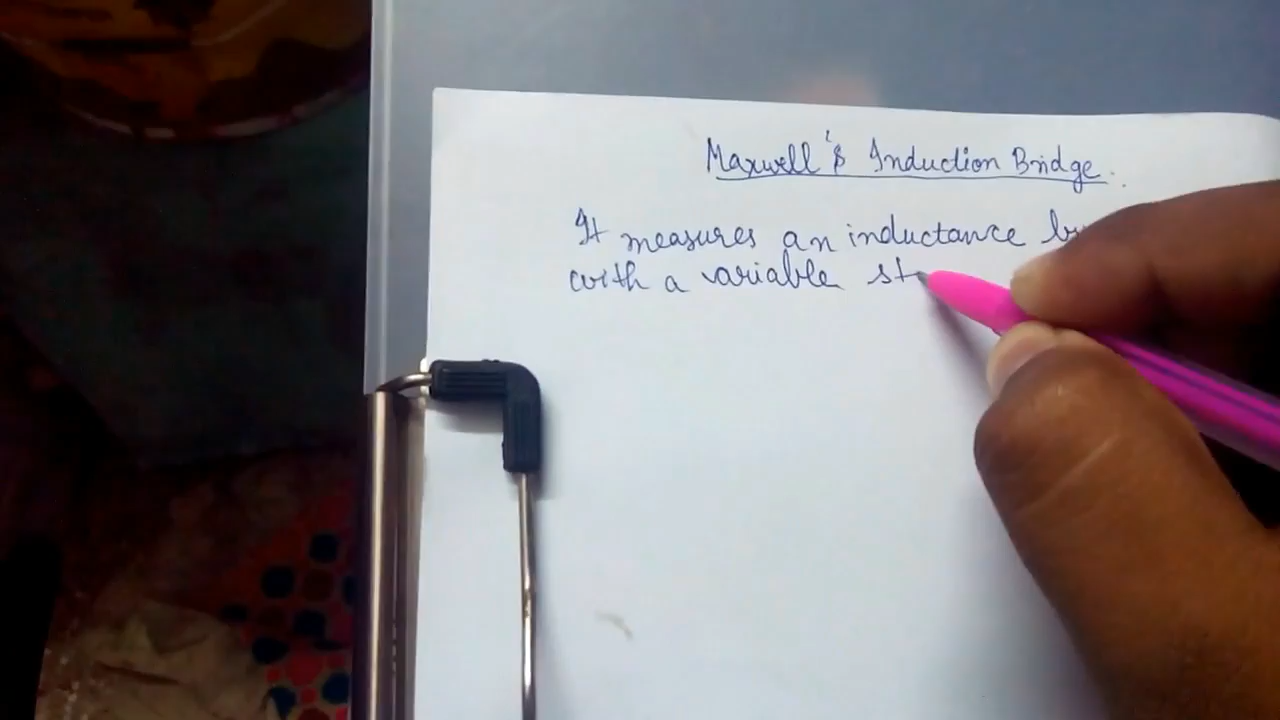 Maxwell's Induction Bridge.
It measures an inductance
with a variable st